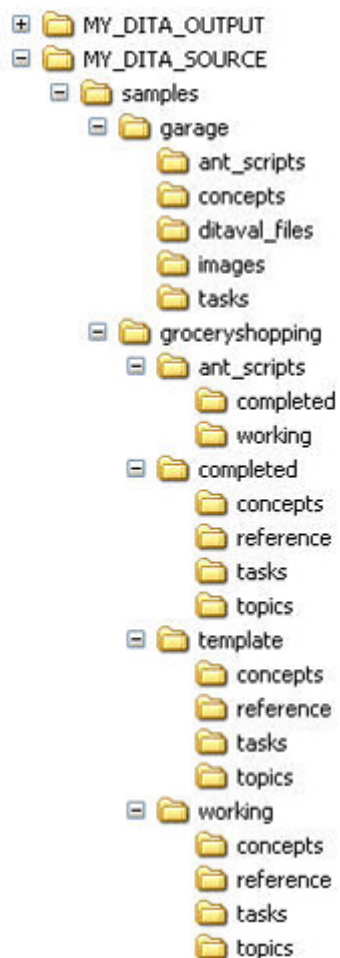 MY_DITA_OUTPUT
MY_DITA_SOURCE
samples
garage
ant_scripts
concepts
ditaval_files
images
tasks
groceryshopping
ant_scripts
completed
working
completed
concepts
reference
tasks
topics
template
concepts
reference
tasks
topics
working
concepts
reference
tasks
topics